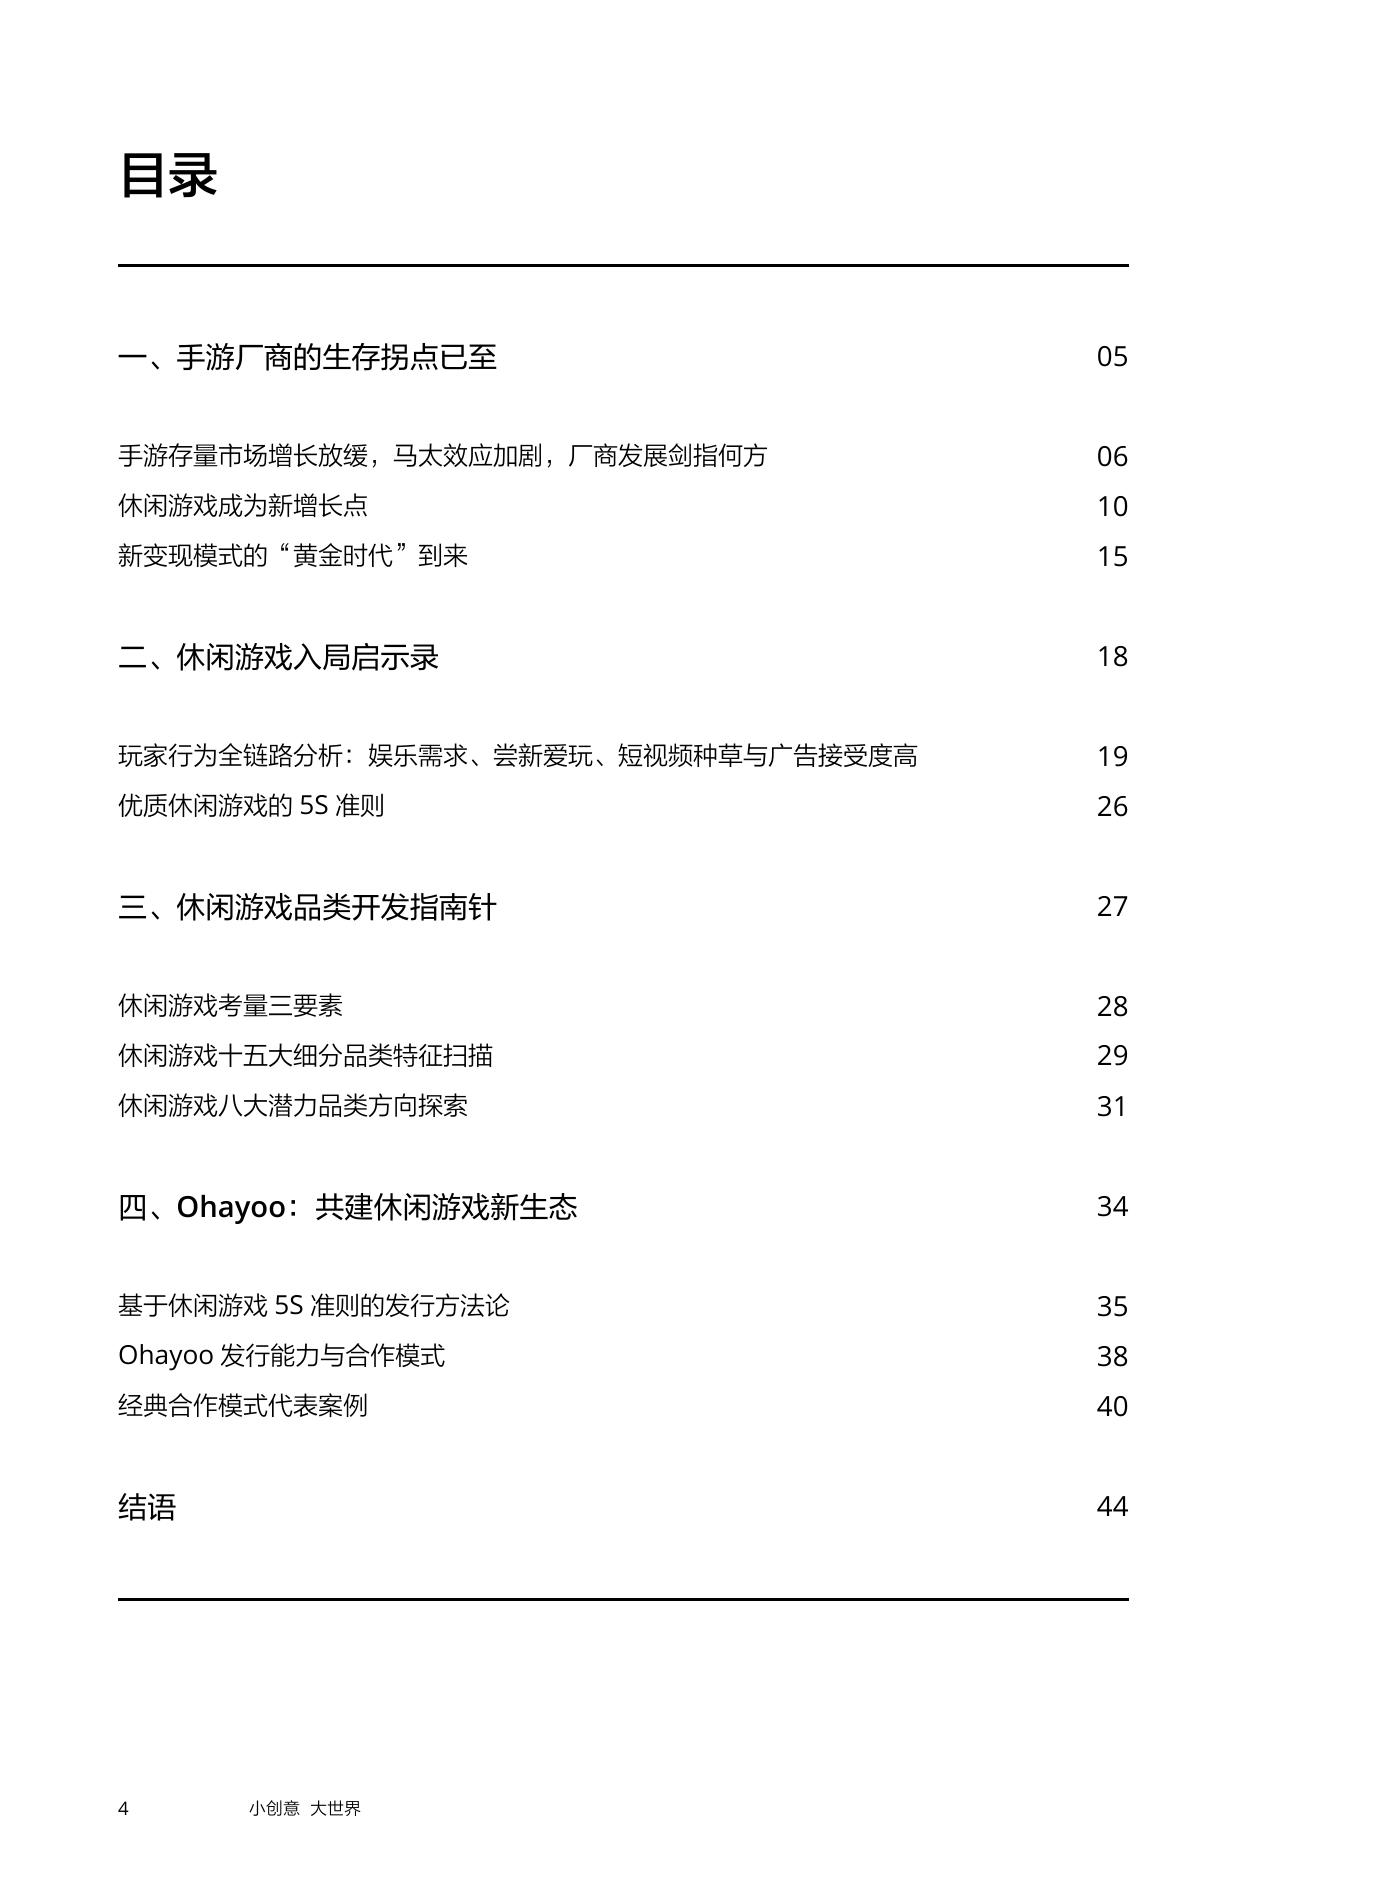 目录
一、手游厂商的生存拐点已至 05
手游存量市场增长放缓，马太效应加剧，厂商发展剑指何方 06
休闲游戏成为新增长点 10
新变现模式的“黄金时代”到来 15
二、休闲游戏入局启示录 18
玩家行为全链路分析：娱乐需求、尝新爱玩、短视频种草与广告接受度高 19
优质休闲游戏的 5S 准则 26
三、休闲游戏品类开发指南针 27
休闲游戏考量三要素 28
休闲游戏十五大细分品类特征扫描 29
休闲游戏八大潜力品类方向探索 31
四、Ohayoo：共建休闲游戏新生态 34
基于休闲游戏 5S 准则的发行方法论 35
Ohayoo 发行能力与合作模式 38
经典合作模式代表案例 40
结语 44
4 小创意 大世界